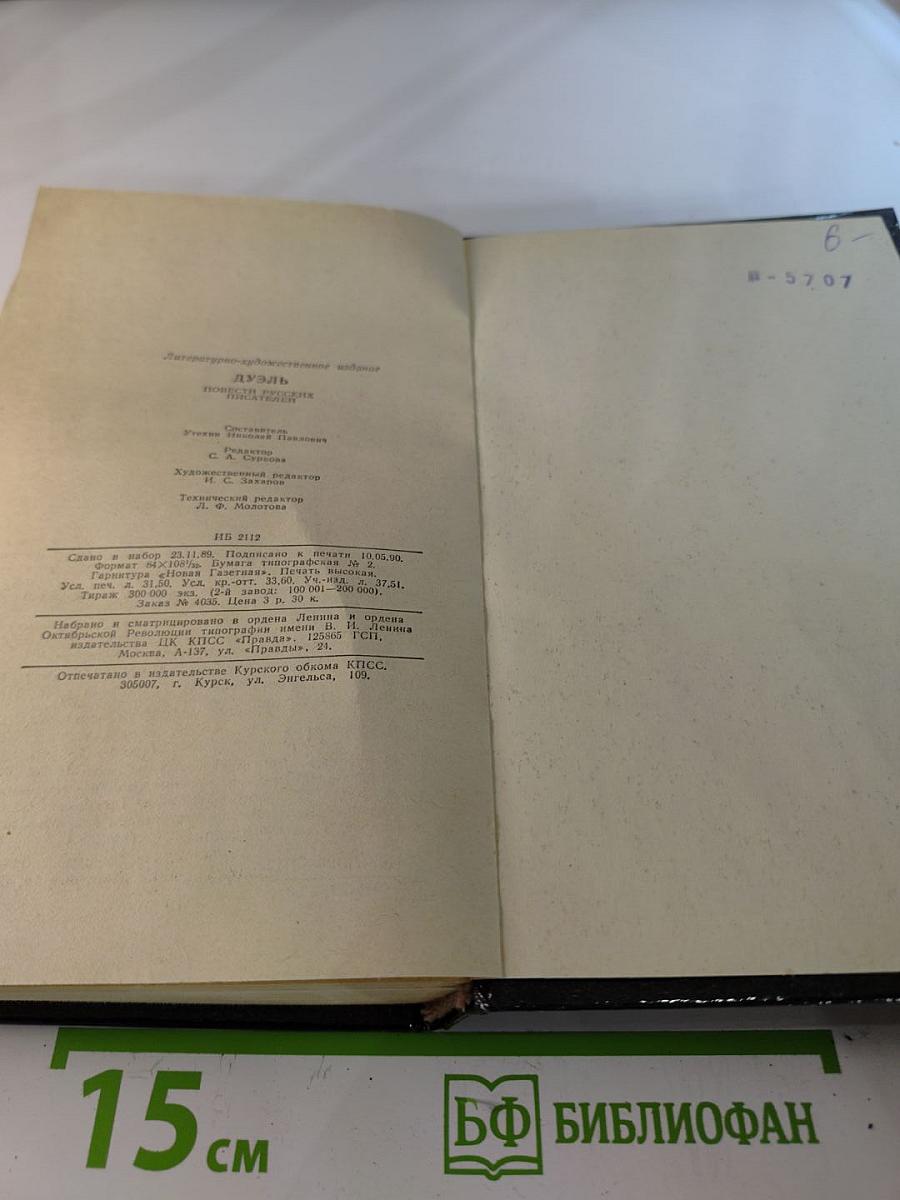 Литературно-художественное издание
ДУЭЛЬ
ПОВЕСТИ РУССКИХ
ПИСАТЕЛЕЙ
Составитель
Утехин Николай Павлович
Редактор
С. А. Суркова
Художественный редактор
И. С. Захаров
Технический редактор
Л. Ф. Молотова
ИБ 2112
Сдано в набор 23.11.89. Подписано к печати 10.05.90.
Формат 84×108¹/₃₂. Бумага типографская № 2.
Гарнитура «Новая Газетная». Печать высокая.
Усл. печ. л. 31,50. Усл. кр.-отт. 33,60. Уч.-изд. л. 37,51.
Тираж 300 000 экз. (2-й завод: 100 001—200 000).
Заказ № 4035. Цена 3 р. 30 к.
Набрано и сматрицировано в ордена Ленина и ордена
Октябрьской Революции типографии имени В. И. Ленина
издательства ЦК КПСС «Правда». 125865 ГСП,
Москва, А-137, ул. «Правды», 24.
Отпечатано в издательстве Курского обкома КПСС.
305007, г. Курск, ул. Энгельса, 109.
6 —
В - 5707
15 см
БФ БИБЛИОФАН